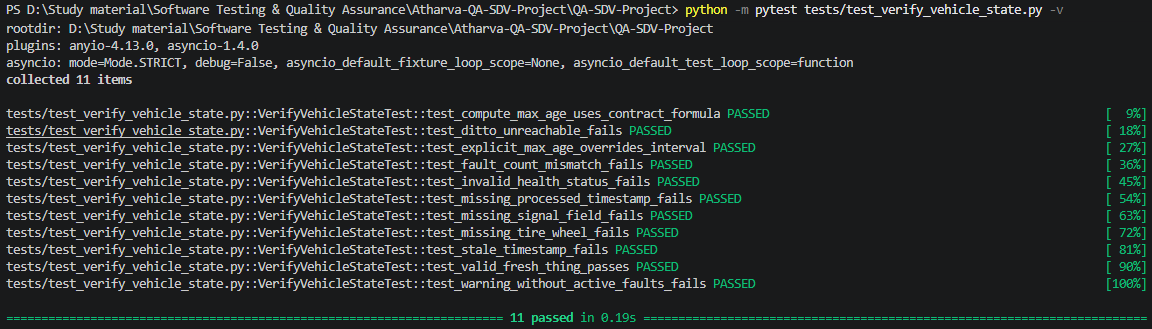 PS D:\Study material\Software Testing & Quality Assurance\Atharva-QA-SDV-Project\QA-SDV-Project> python -m pytest tests/test_verify_vehicle_state.py -v
rootdir: D:\Study material\Software Testing & Quality Assurance\Atharva-QA-SDV-Project\QA-SDV-Project
plugins: anyio-4.13.0, asyncio-1.4.0
asyncio: mode=Mode.STRICT, debug=False, asyncio_default_fixture_loop_scope=None, asyncio_default_test_loop_scope=function
collected 11 items
tests/test_verify_vehicle_state.py::VerifyVehicleStateTest::test_compute_max_age_uses_contract_formula PASSED [  9%]
tests/test_verify_vehicle_state.py::VerifyVehicleStateTest::test_ditto_unreachable_fails PASSED [ 18%]
tests/test_verify_vehicle_state.py::VerifyVehicleStateTest::test_explicit_max_age_overrides_interval PASSED [ 27%]
tests/test_verify_vehicle_state.py::VerifyVehicleStateTest::test_fault_count_mismatch_fails PASSED [ 36%]
tests/test_verify_vehicle_state.py::VerifyVehicleStateTest::test_invalid_health_status_fails PASSED [ 45%]
tests/test_verify_vehicle_state.py::VerifyVehicleStateTest::test_missing_processed_timestamp_fails PASSED [ 54%]
tests/test_verify_vehicle_state.py::VerifyVehicleStateTest::test_missing_signal_field_fails PASSED [ 63%]
tests/test_verify_vehicle_state.py::VerifyVehicleStateTest::test_missing_tire_wheel_fails PASSED [ 72%]
tests/test_verify_vehicle_state.py::VerifyVehicleStateTest::test_stale_timestamp_fails PASSED [ 81%]
tests/test_verify_vehicle_state.py::VerifyVehicleStateTest::test_valid_fresh_thing_passes PASSED [ 90%]
tests/test_verify_vehicle_state.py::VerifyVehicleStateTest::test_warning_without_active_faults_fails PASSED [100%]
================================================================== 11 passed in 0.19s ===================================================================